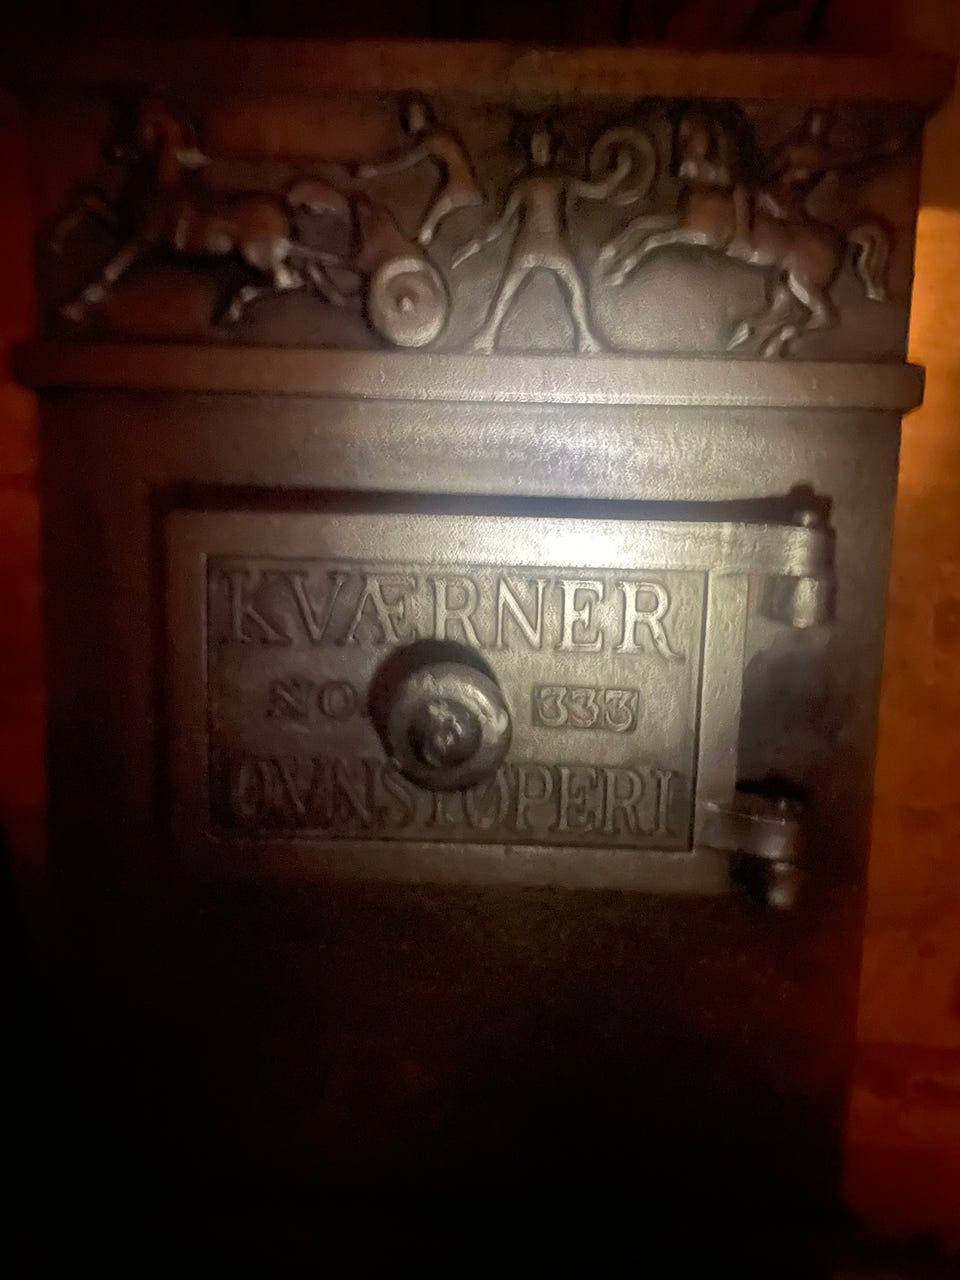 KVÆRNER
NO. 333
OVNSTØPERI